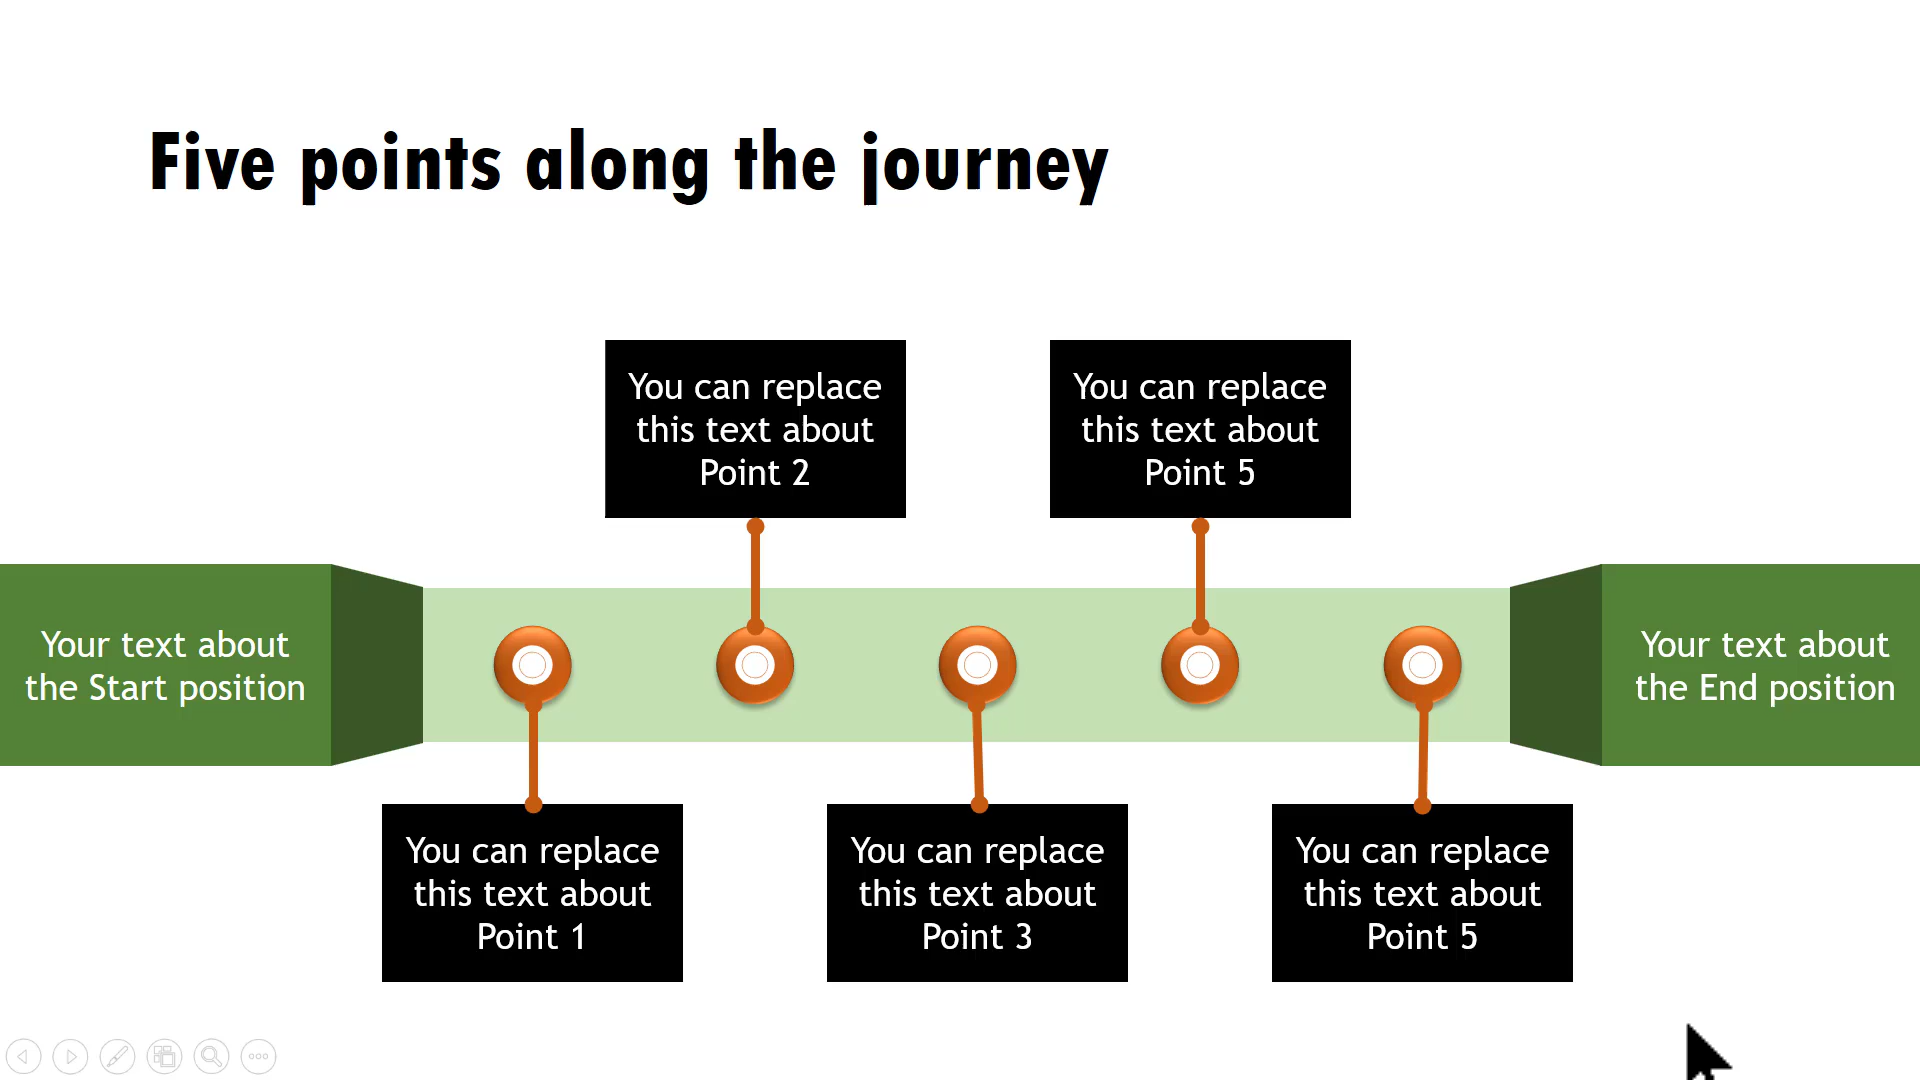 Five points along the journey
You can replace
this text about
Point 2
You can replace
this text about
Point 5
Your text about
the Start position
Your text about
the End position
You can replace
this text about
Point 1
You can replace
this text about
Point 3
You can replace
this text about
Point 5